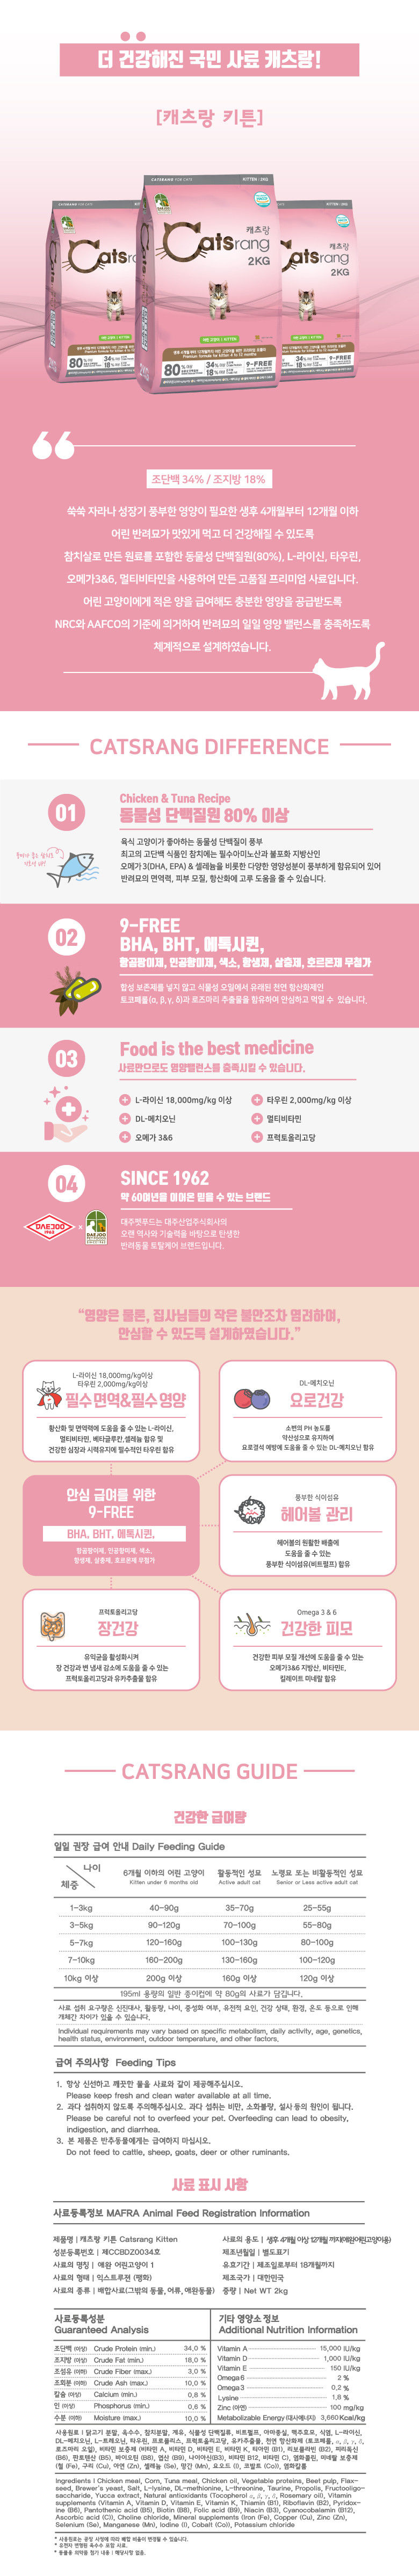 더 건강해진 국민 사료 캐츠랑!
[캐츠랑 키튼]
Catsrang
캐츠랑
2KG
80%
34%
18%
9-FREE
조단백 34% / 조지방 18%
쑥쑥 자라나 성장기 풍부한 영양이 필요한 생후 4개월부터 12개월 이하
어린 반려묘가 맛있게 먹고 더 건강해질 수 있도록
참치살로 만든 원료를 포함한 동물성 단백질원(80%), L-라이신, 타우린,
오메가3&6, 멀티비타민을 사용하여 만든 고품질 프리미엄 사료입니다.
어린 고양이에게 적은 양을 급여해도 충분한 영양을 공급받도록
NRC와 AAFCO의 기준에 의거하여 반려묘의 일일 영양 밸런스를 충족하도록
체계적으로 설계하였습니다.
CATSRANG DIFFERENCE
01
Chicken & Tuna Recipe
동물성 단백질원 80% 이상
육식 고양이가 좋아하는 동물성 단백질이 풍부
최고의 고단백 식품인 참치에는 필수아미노산과 불포화 지방산인
오메가3(DHA, EPA) & 셀레늄을 비롯한 다양한 영양성분이 풍부하게 함유되어 있어
반려묘의 면역력, 피부 모질, 항산화에 고루 도움을 줄 수 있습니다.
02
9-FREE
BHA, BHT, 에톡시퀸,
항곰팡이제, 인공향미제, 색소, 항생제, 살충제, 호르몬제 무첨가
합성 보존제를 넣지 않고 식물성 오일에서 유래된 천연 항산화제인
토코페롤(α, β, γ, δ)과 로즈마리 추출물을 함유하여 안심하고 먹일 수 있습니다.
03
Food is the best medicine
사료만으로도 영양밸런스를 충족시킬 수 있습니다.
L-라이신 18,000mg/kg 이상
타우린 2,000mg/kg 이상
DL-메치오닌
멀티비타민
오메가 3&6
프럭토올리고당
04
SINCE 1962
약 60여년을 이어온 믿을 수 있는 브랜드
DAEJOO
1962
×
DAEJOO
대주펫푸드는 대주산업주식회사의
오랜 역사와 기술력을 바탕으로 탄생한
반려동물 토탈케어 브랜드입니다.
“영양은 물론, 집사님들의 작은 불안조차 염려하여,
안심할 수 있도록 설계하였습니다.”
L-라이신 18,000mg/kg이상
타우린 2,000mg/kg이상
필수면역&필수영양
항산화 및 면역력에 도움을 줄 수 있는 L-라이신,
멀티비타민, 베타글루칸,셀레늄 함유 및
건강한 심장과 시력유지에 필수적인 타우린 함유
DL-메치오닌
요로건강
소변의 PH 농도를
약산성으로 유지하여
요로결석 예방에 도움을 줄 수 있는 DL-메치오닌 함유
안심 급여를 위한
9-FREE
BHA, BHT, 에톡시퀸,
항곰팡이제, 인공향미제, 색소,
항생제, 살충제, 호르몬제 무첨가
풍부한 식이섬유
헤어볼 관리
헤어볼의 원활한 배출에
도움을 줄 수 있는
풍부한 식이섬유(비트펄프) 함유
프럭토올리고당
장건강
유익균을 활성화시켜
장 건강과 변 냄새 감소에 도움을 줄 수 있는
프럭토올리고당과 유카추출물 함유
Omega 3 & 6
건강한 피모
건강한 피부 모질 개선에 도움을 줄 수 있는
오메가3&6 지방산, 비타민E,
킬레이트 미네랄 함유
CATSRANG GUIDE
건강한 급여량
일일 권장 급여 안내 Daily Feeding Guide
나이
체중
6개월 이하의 어린 고양이 활동적인 성묘 노령묘 또는 비활동적인 성묘
Kitten under 6 months old Active adult cat Senior or Less active adult cat
1-3kg 40-90g 35-70g 25-55g
3-5kg 90-120g 70-100g 55-80g
5-7kg 120-160g 100-130g 80-100g
7-10kg 160-200g 130-160g 100-120g
10kg 이상 200g 이상 160g 이상 120g 이상
195ml 용량의 일반 종이컵에 약 80g의 사료가 담깁니다.
사료 섭취 요구량은 신진대사, 활동량, 나이, 중성화 여부, 유전적 요인, 건강 상태, 환경, 온도 등으로 인해
개체간 차이가 있을 수 있습니다.
Individual requirements may vary based on specific metabolism, daily activity, age, genetics,
health status, environment, outdoor temperature, and other factors.
급여 주의사항 Feeding Tips
1. 항상 신선하고 깨끗한 물을 사료와 같이 제공해주십시오.
Please keep fresh and clean water available at all time.
2. 과다 섭취하지 않도록 주의해주십시오. 과다 섭취는 비만, 소화불량, 설사 등의 원인이 됩니다.
Please be careful not to overfeed your pet. Overfeeding can lead to obesity,
indigestion, and diarrhea.
3. 본 제품은 반추동물에게는 급여하지 마십시오.
Do not feed to cattle, sheep, goats, deer or other ruminants.
사료 표시 사항
사료등록정보 MAFRA Animal Feed Registration Information
제품명 | 캐츠랑 키튼 Catsrang Kitten
사료의 용도 | 생후 4개월 이상 12개월 까지(애완어린고양이용)
성분등록번호 | 제CCBDZ0034호
제조년월일 | 별도표기
사료의 명칭 | 애완 어린고양이 1
유효기간 | 제조일로부터 18개월까지
사료의 형태 | 익스트루젼 (팽화)
제조국가 | 대한민국
사료의 종류 | 배합사료(그밖의 동물, 어류, 애완동물)
중량 | Net WT 2kg
사료등록성분
Guaranteed Analysis
조단백 (이상) Crude Protein (min.) 34,0 %
조지방 (이상) Crude Fat (min.) 18,0 %
조섬유 (이하) Crude Fiber (max.) 3,0 %
조회분 (이하) Crude Ash (max.) 10,0 %
칼슘 (이상) Calcium (min.) 0,8 %
인 (이상) Phosphorus (min.) 0,6 %
수분 (이하) Moisture (max.) 10,0 %
기타 영양소 정보
Additional Nutrition Information
Vitamin A 15,000 IU/kg
Vitamin D 1,000 IU/kg
Vitamin E 150 IU/kg
Omega6 2 %
Omega3 0,2 %
Lysine 1,8 %
Zinc (아연) 100 mg/kg
Metabolizable Energy (대사에너지) 3,660Kcal/kg
사용원료 | 닭고기 분말, 옥수수, 참치분말, 계유, 식물성 단백질류, 비트펄프, 아마종실, 맥주효모, 식염, L-라이신,
DL-메치오닌, L-트레오닌, 타우린, 프로폴리스, 프럭토올리고당, 유카추출물, 천연 항산화제 (토코페롤, α, β, γ, δ,
로즈마리 오일), 비타민 보충제 (비타민 A, 비타민 D, 비타민 E, 비타민 K, 티아민 (B1), 리보플라빈 (B2), 피리독신
(B6), 판토텐산 (B5), 바이오틴 (B8), 엽산 (B9), 나이아신(B3), 비타민 B12, 비타민 C), 염화콜린, 미네랄 보충제
(철 (Fe), 구리 (Cu), 아연 (Zn), 셀레늄 (Se), 망간 (Mn), 요오드 (I), 코발트 (Co)), 염화칼륨
Ingredients | Chicken meal, Corn, Tuna meal, Chicken oil, Vegetable proteins, Beet pulp, Flax-
seed, Brewer's yeast, Salt, L-lysine, DL-methionine, L-threonine, Taurine, Propolis, Fructooligo-
saccharide, Yucca extract, Natural antioxidants (Tocopherol α, β, γ, δ, Rosemary oil), Vitamin
supplements (Vitamin A, Vitamin D, Vitamin E, Vitamin K, Thiamin (B1), Riboflavin (B2), Pyridox-
ine (B6), Pantothenic acid (B5), Biotin (B8), Folic acid (B9), Niacin (B3), Cyanocobalamin (B12),
Ascorbic acid (C)), Choline chloride, Mineral supplements (Iron (Fe), Copper (Cu), Zinc (Zn),
Selenium (Se), Manganese (Mn), Iodine (I), Cobalt (Co)), Potassium chloride
* 사용원료는 공장 사정에 따라 배합 비율이 변경될 수 있습니다.
* 유전자 변형된 옥수수 포함 사료.
* 동물용 의약품 첨가 내용 | 해당사항 없음.